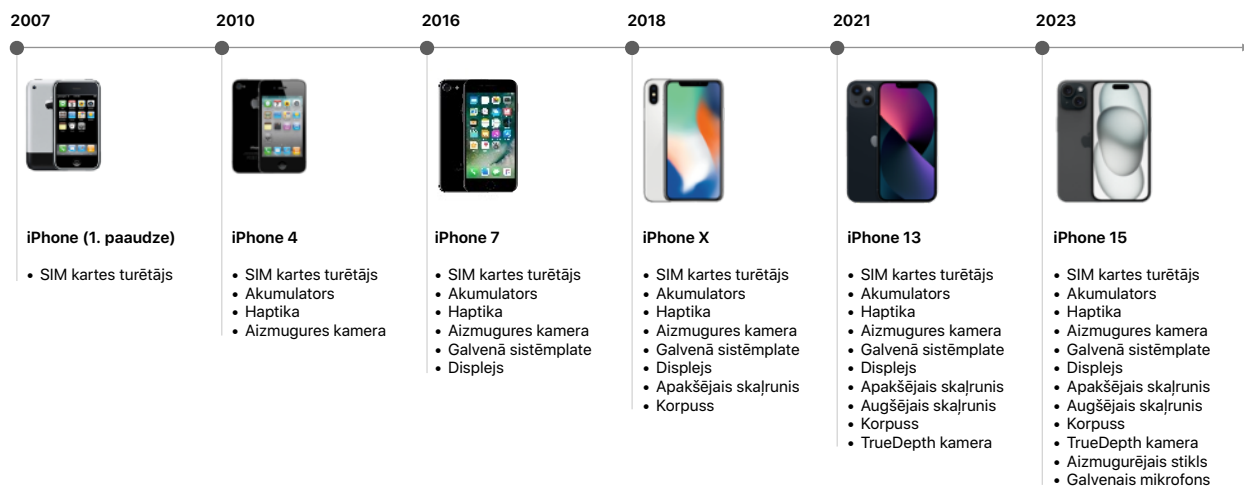 2007
2010
2016
2018
2021
2023
iPhone (1. paaudze)
• SIM kartes turētājs
iPhone 4
• SIM kartes turētājs
• Akumulators
• Haptika
• Aizmugures kamera
iPhone 7
• SIM kartes turētājs
• Akumulators
• Haptika
• Aizmugures kamera
• Galvenā sistēmplate
• Displejs
iPhone X
• SIM kartes turētājs
• Akumulators
• Haptika
• Aizmugures kamera
• Galvenā sistēmplate
• Displejs
• Apakšējais skaļrunis
• Korpuss
iPhone 13
• SIM kartes turētājs
• Akumulators
• Haptika
• Aizmugures kamera
• Galvenā sistēmplate
• Displejs
• Apakšējais skaļrunis
• Augšējais skaļrunis
• Korpuss
• TrueDepth kamera
iPhone 15
• SIM kartes turētājs
• Akumulators
• Haptika
• Aizmugures kamera
• Galvenā sistēmplate
• Displejs
• Apakšējais skaļrunis
• Augšējais skaļrunis
• Korpuss
• TrueDepth kamera
• Aizmugurējais stikls
• Galvenais mikrofons